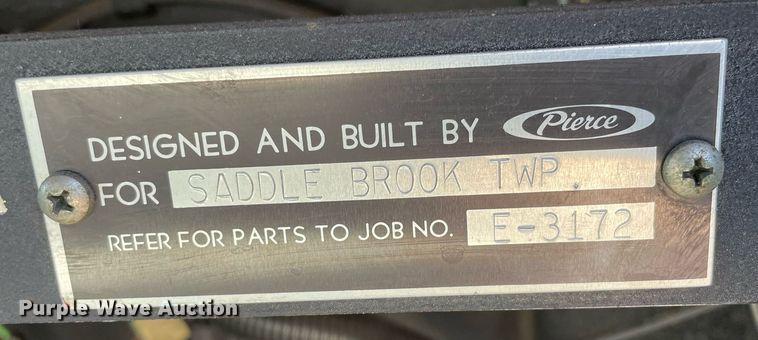 DESIGNED AND BUILT BY Pierce
FOR SADDLE BROOK TWP.
REFER FOR PARTS TO JOB NO. E-3172
Purple Wave Auction